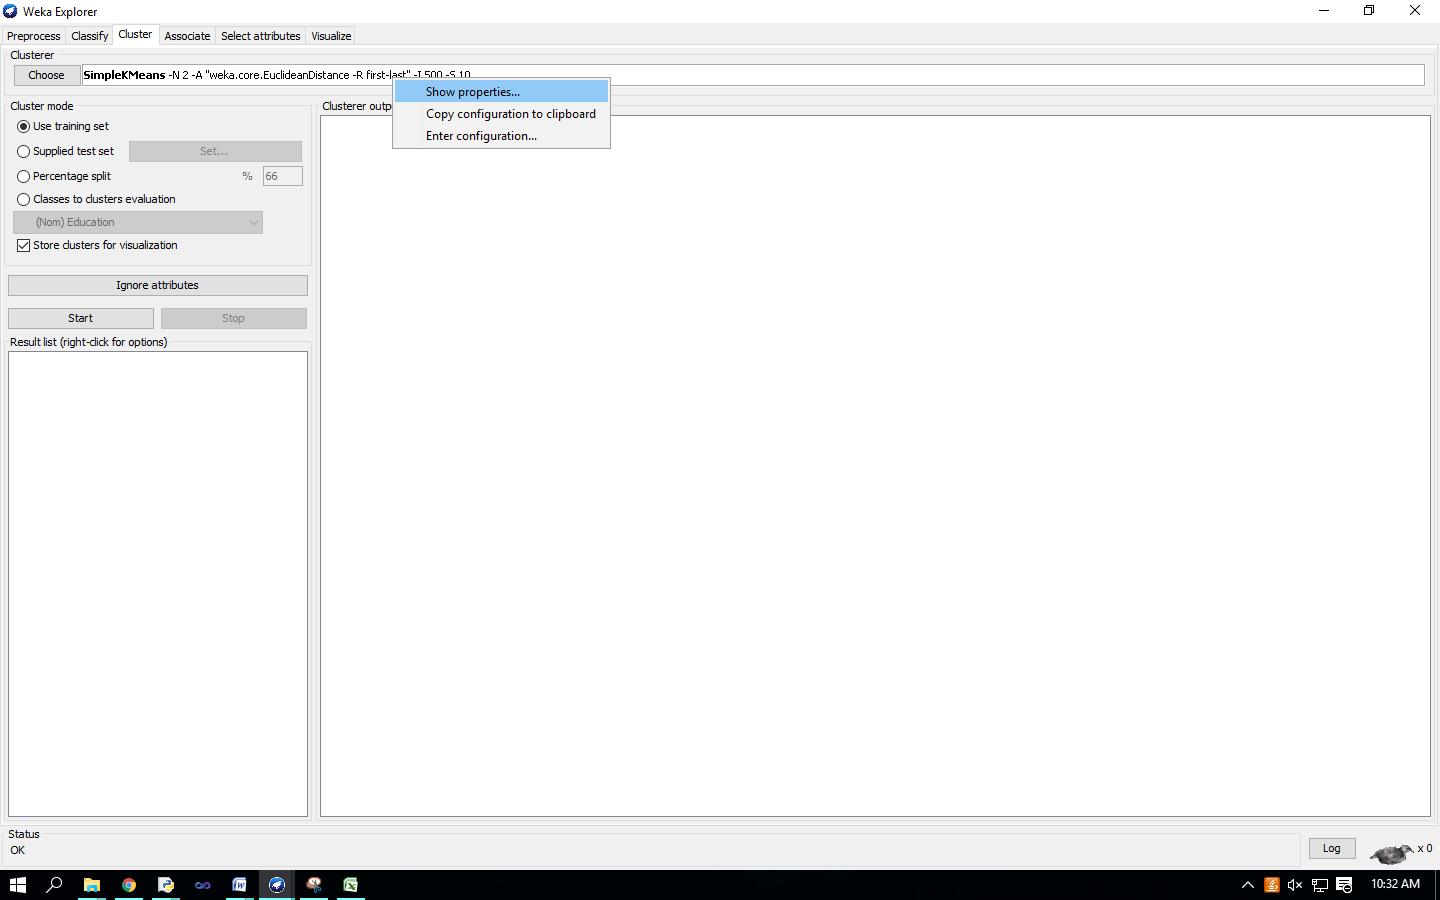 Weka Explorer
Preprocess Classify Cluster Associate Select attributes Visualize
Clusterer
Choose SimpleKMeans -N 2 -A "weka.core.EuclideanDistance -R first-last" -I 500 -S 10
Show properties...
Copy configuration to clipboard
Enter configuration...
Cluster mode
Use training set
Supplied test set Set...
Percentage split % 66
Classes to clusters evaluation
(Nom) Education
Store clusters for visualization
Ignore attributes
Start Stop
Result list (right-click for options)
Clusterer outp
Status
OK
Log x 0
10:32 AM